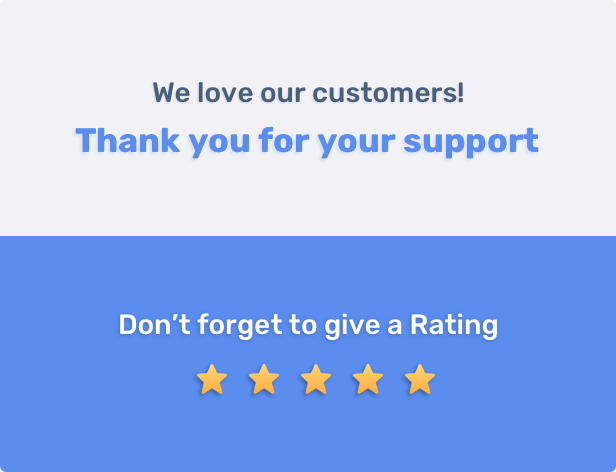 We love our customers!
Thank you for your support
Don’t forget to give a Rating